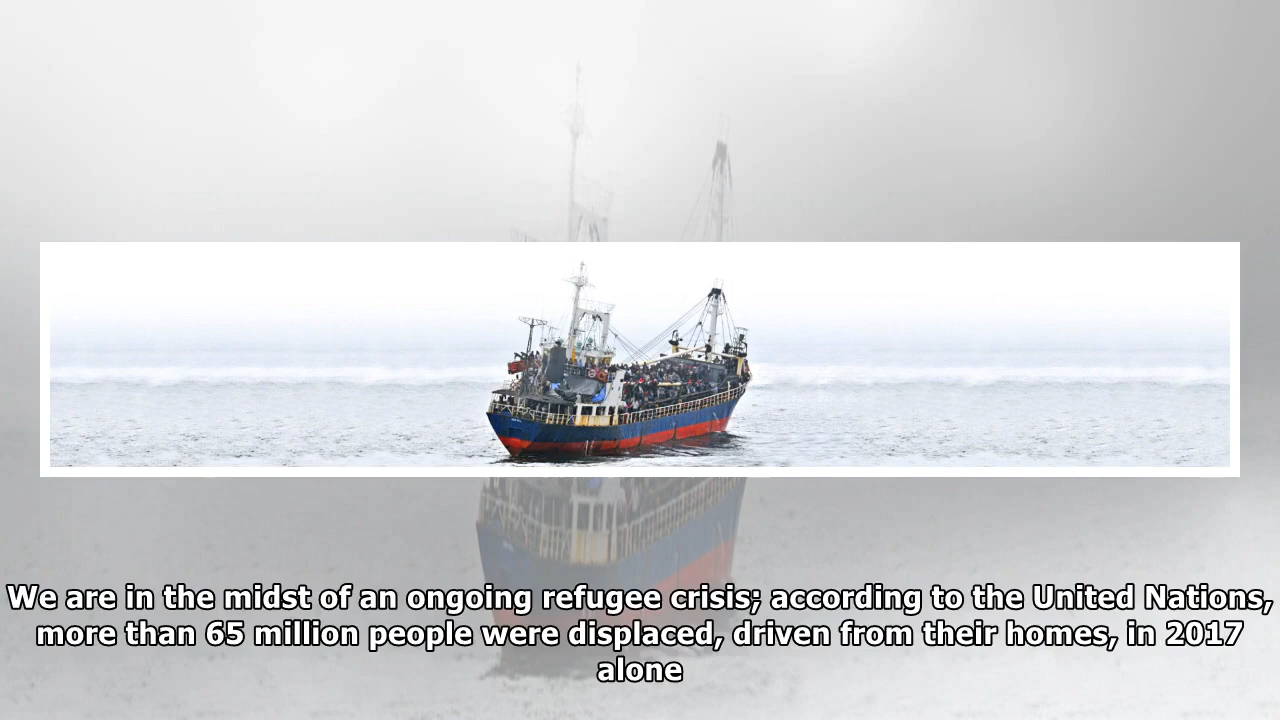 We are in the midst of an ongoing refugee crisis; according to the United Nations,
more than 65 million people were displaced, driven from their homes, in 2017
alone